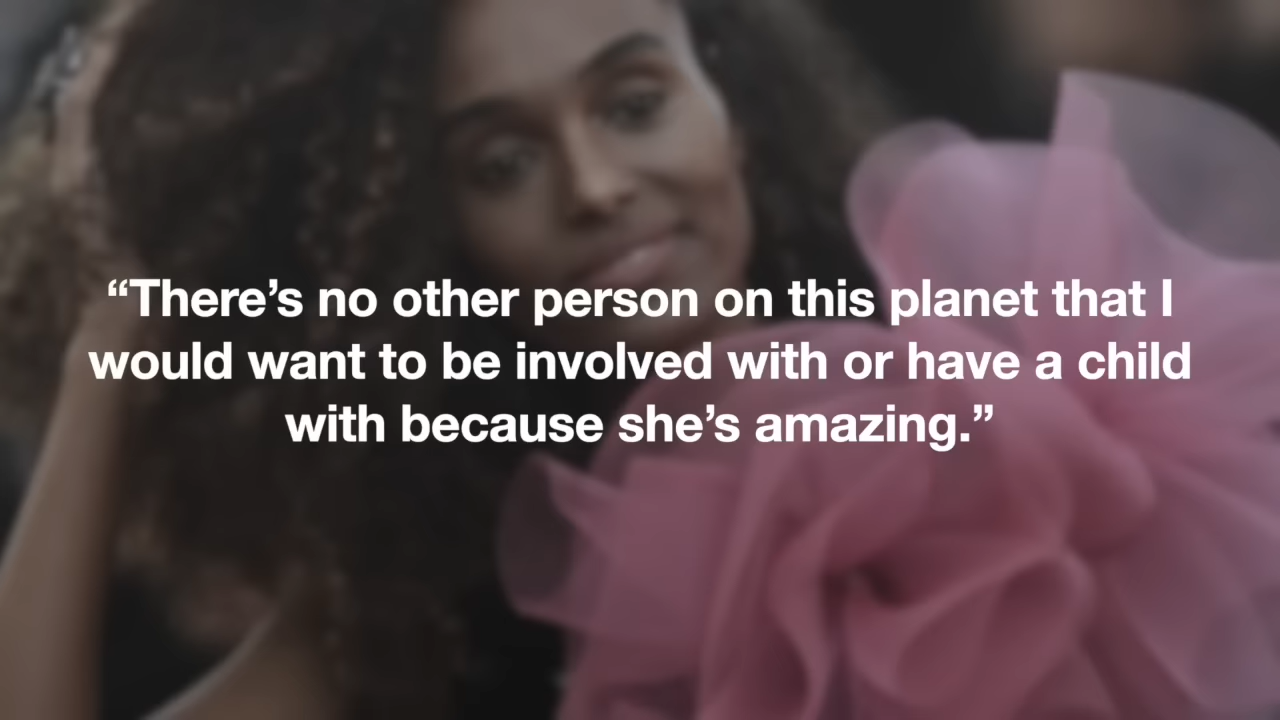 “There’s no other person on this planet that I
would want to be involved with or have a child
with because she’s amazing.”